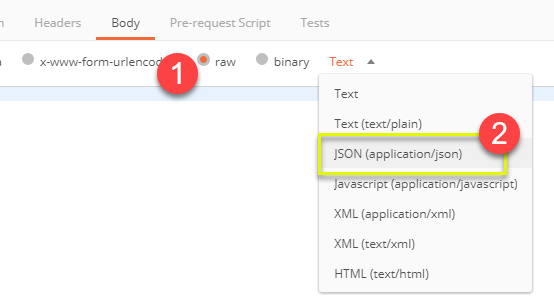 Headers Body Pre-request Script Tests
x-www-form-urlencod 1 raw binary Text
Text
Text (text/plain)
2
JSON (application/json)
Javascript (application/javascript)
XML (application/xml)
XML (text/xml)
HTML (text/html)